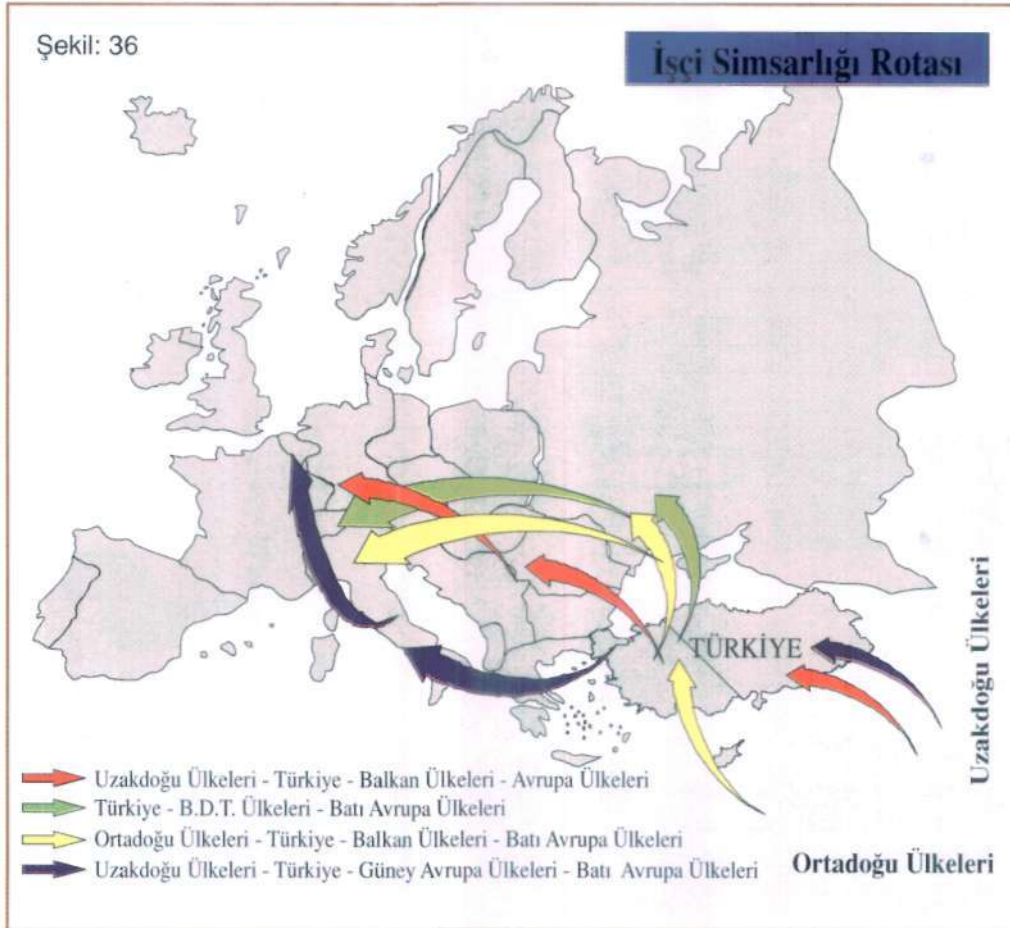 Şekil: 36
İşçi Simsarlığı Rotası
TÜRKİYE
Uzakdoğu Ülkeleri
Uzakdoğu Ülkeleri - Türkiye - Balkan Ülkeleri - Avrupa Ülkeleri
Türkiye - B.D.T. Ülkeleri - Batı Avrupa Ülkeleri
Ortadoğu Ülkeleri - Türkiye - Balkan Ülkeleri - Batı Avrupa Ülkeleri
Uzakdoğu Ülkeleri - Türkiye - Güney Avrupa Ülkeleri - Batı Avrupa Ülkeleri
Ortadoğu Ülkeleri